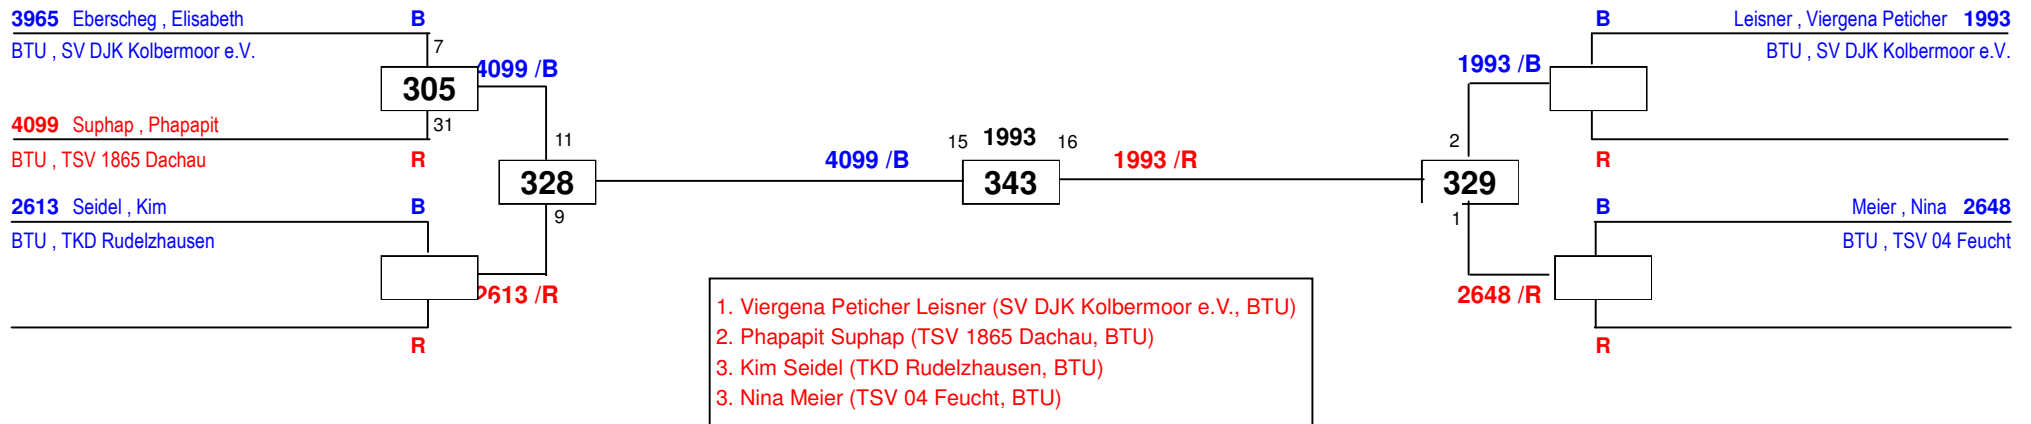 3965 Eberscheg , Elisabeth B
BTU , SV DJK Kolbermoor e.V.
7
305
4099 /B
31
4099 Suphap , Phapapit
BTU , TSV 1865 Dachau R
11
328
9
2613 Seidel , Kim B
BTU , TKD Rudelzhausen
2613 /R
R
4099 /B
15 1993 16
343
1993 /R
B Leisner , Viergena Peticher 1993
BTU , SV DJK Kolbermoor e.V.
1993 /B
R
2
329
1
B Meier , Nina 2648
BTU , TSV 04 Feucht
2648 /R
R
1. Viergena Peticher Leisner (SV DJK Kolbermoor e.V., BTU)
2. Phapapit Suphap (TSV 1865 Dachau, BTU)
3. Kim Seidel (TKD Rudelzhausen, BTU)
3. Nina Meier (TSV 04 Feucht, BTU)